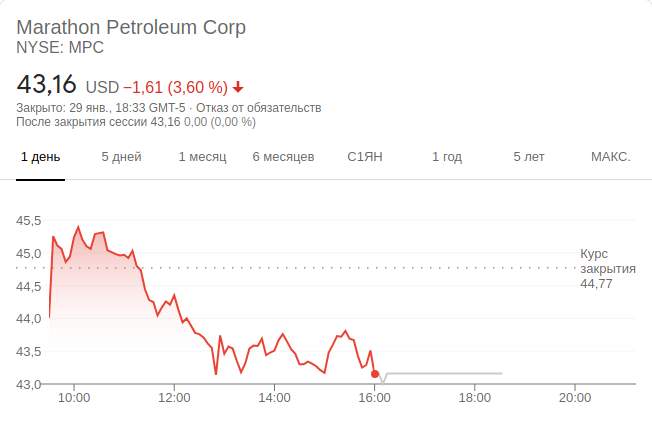 Marathon Petroleum Corp
NYSE: MPC
43,16 USD −1,61 (3,60 %)
Закрыто: 29 янв., 18:33 GMT-5 · Отказ от обязательств
После закрытия сессии 43,16 0,00 (0,00 %)
1 день 5 дней 1 месяц 6 месяцев С1ЯН 1 год 5 лет МАКС.
45,5
45,0
44,5
44,0
43,5
43,0
Курс
закрытия
44,77
10:00 12:00 14:00 16:00 18:00 20:00